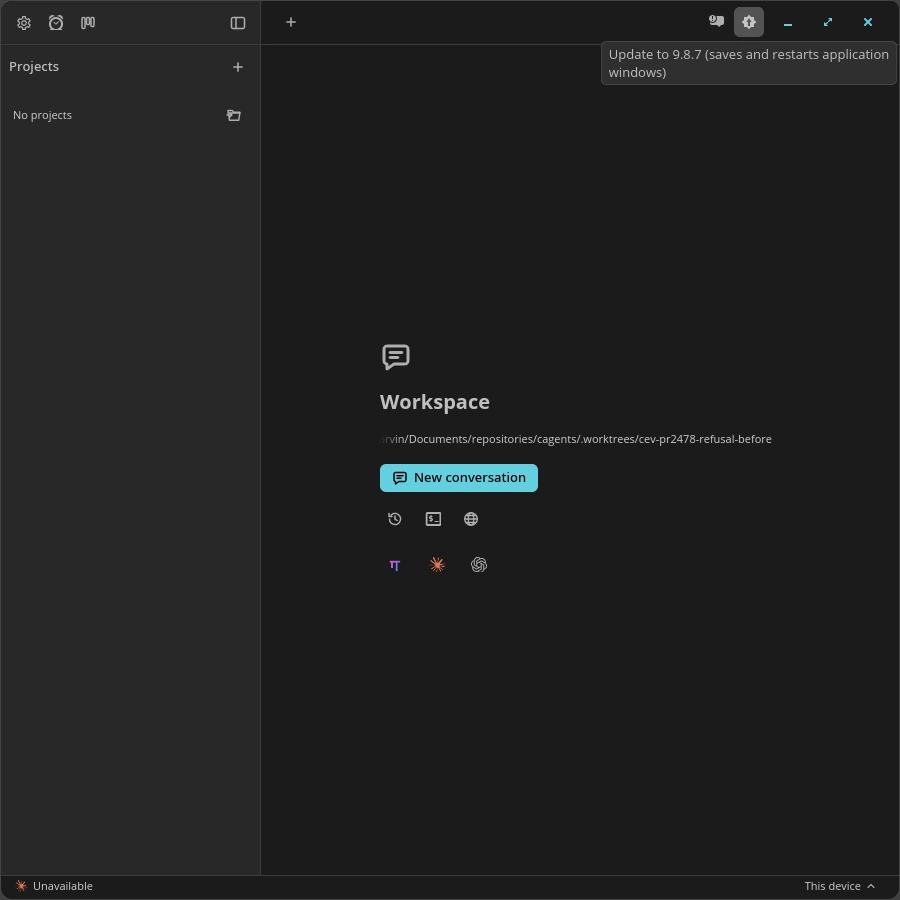 Update to 9.8.7 (saves and restarts application
windows)
Projects
No projects
Workspace
rvin/Documents/repositories/cagents/.worktrees/cev-pr2478-refusal-before
New conversation
Unavailable
This device